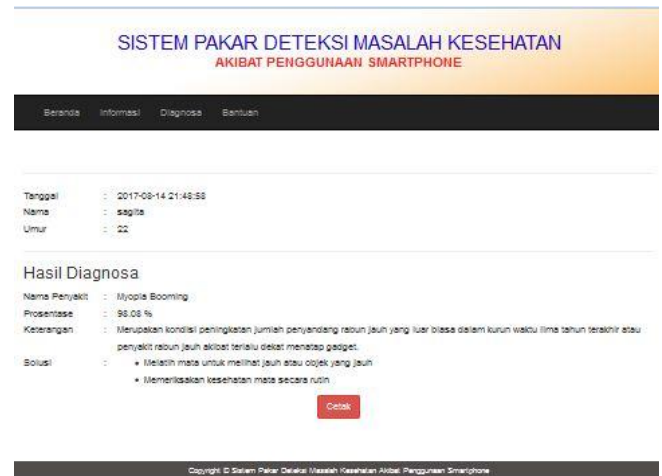 SISTEM PAKAR DETEKSI MASALAH KESEHATAN
AKIBAT PENGGUNAAN SMARTPHONE
Beranda Informasi Diagnosa Bantuan
Tanggal : 2017-08-14 21:48:58
Nama : sagita
Umur : 22
Hasil Diagnosa
Nama Penyakit : Myopia Booming
Prosentase : 98.08 %
Keterangan : Merupakan kondisi peningkatan jumlah penyandang rabun jauh yang luar biasa dalam kurun waktu lima tahun terakhir atau
penyakit rabun jauh akibat terlalu dekat menatap gadget.
Solusi : • Melatih mata untuk melihat jauh atau objek yang jauh
• Memeriksakan kesehatan mata secara rutin
Cetak
Copyright © Sistem Pakar Deteksi Masalah Kesehatan Akibat Penggunaan Smartphone